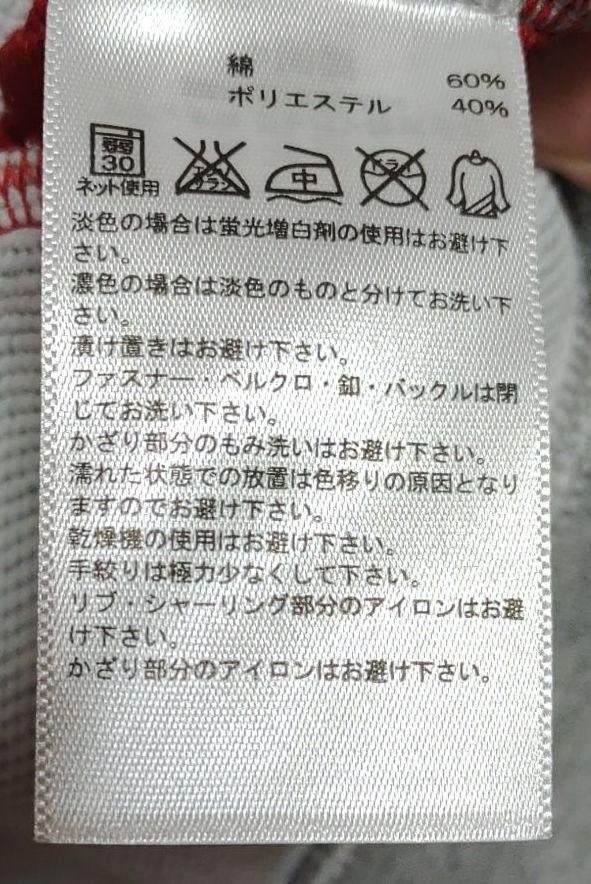 綿 60%
ポリエステル 40%
弱 30 エンソサラシ 中 ドライ
ネット使用
淡色の場合は蛍光増白剤の使用はお避け下
さい。
濃色の場合は淡色のものと分けてお洗い下
さい。
漬け置きはお避け下さい。
ファスナー・ベルクロ・釦・バックルは閉
じてお洗い下さい。
かざり部分のもみ洗いはお避け下さい。
濡れた状態での放置は色移りの原因となり
ますのでお避け下さい。
乾燥機の使用はお避け下さい。
手絞りは極力少なくして下さい。
リブ・シャーリング部分のアイロンはお避
け下さい。
かざり部分のアイロンはお避け下さい。